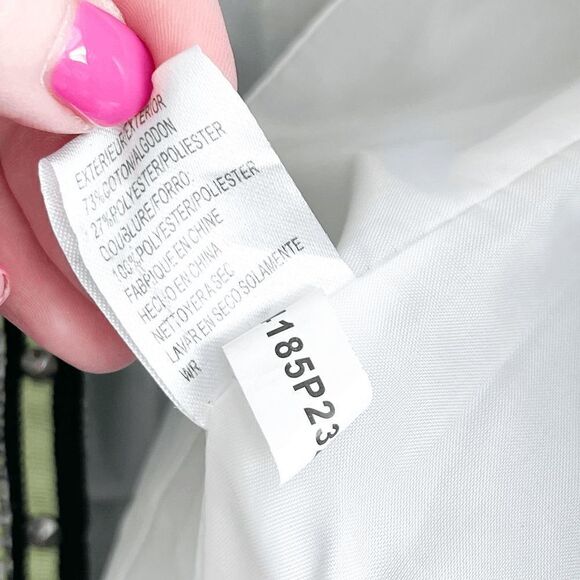 EXTERIEUR/EXTERIOR
73% COTON/ALGODON
27% POLYESTER/POLIESTER
DOUBLURE/FORRO:
100% POLYESTER/POLIESTER
FABRIQUE EN CHINE
HECHO EN CHINA
NETTOYER A SEC
LAVAR EN SECO SOLAMENTE
WR
185P23